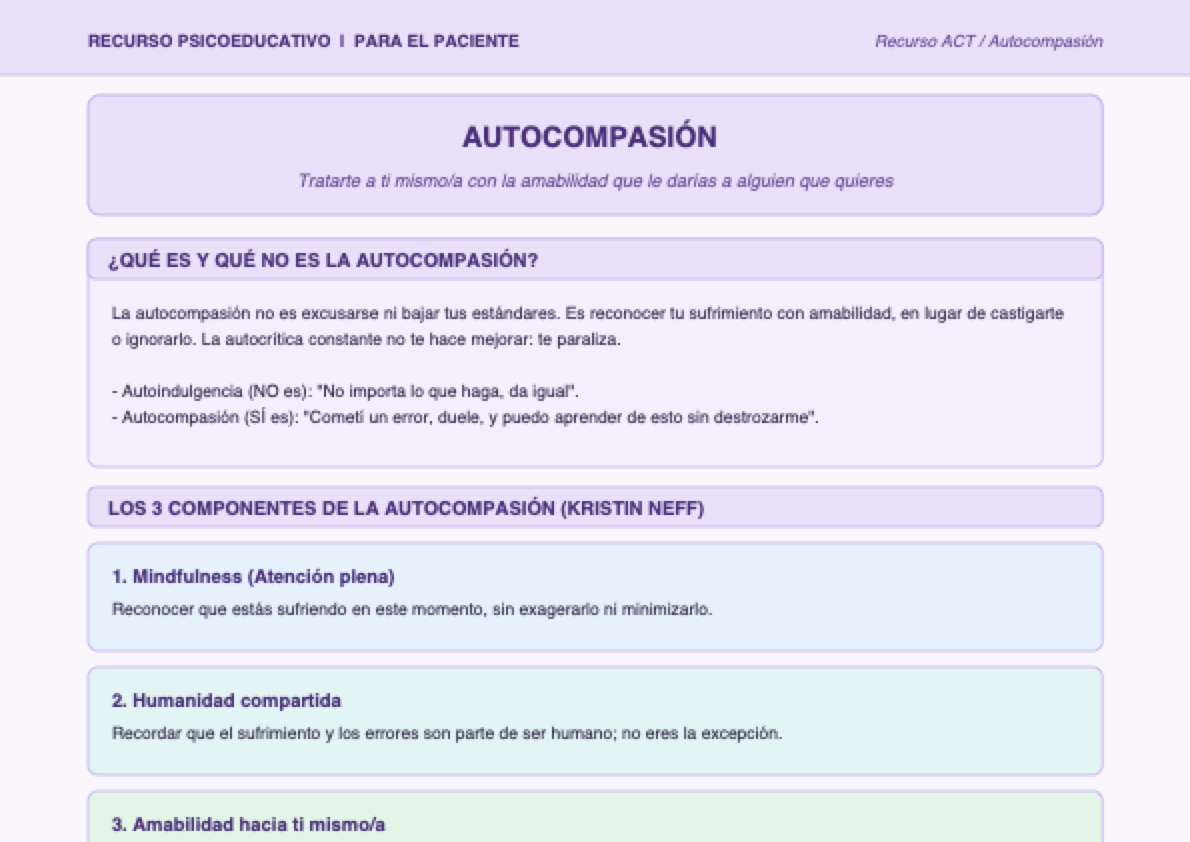 RECURSO PSICOEDUCATIVO | PARA EL PACIENTE
Recurso ACT / Autocompasión
AUTOCOMPASIÓN
Tratarte a ti mismo/a con la amabilidad que le darías a alguien que quieres
¿QUÉ ES Y QUÉ NO ES LA AUTOCOMPASIÓN?
La autocompasión no es excusarse ni bajar tus estándares. Es reconocer tu sufrimiento con amabilidad, en lugar de castigarte
o ignorarlo. La autocrítica constante no te hace mejorar: te paraliza.
- Autoindulgencia (NO es): "No importa lo que haga, da igual".
- Autocompasión (SÍ es): "Cometí un error, duele, y puedo aprender de esto sin destrozarme".
LOS 3 COMPONENTES DE LA AUTOCOMPASIÓN (KRISTIN NEFF)
1. Mindfulness (Atención plena)
Reconocer que estás sufriendo en este momento, sin exagerarlo ni minimizarlo.
2. Humanidad compartida
Recordar que el sufrimiento y los errores son parte de ser humano; no eres la excepción.
3. Amabilidad hacia ti mismo/a